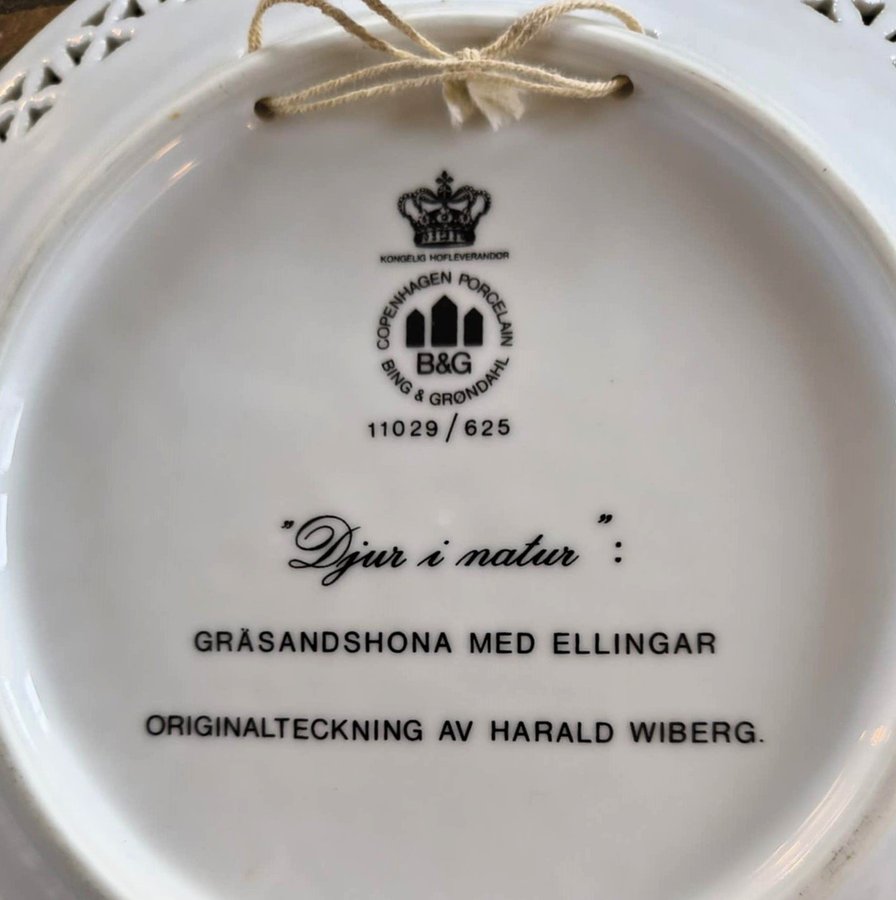 KONGELIG HOFLEVERANDØR
COPENHAGEN PORCELAIN
B&G
BING & GRØNDAHL
11029/625
”Djur i natur”:
GRÄSANDSHONA MED ELLINGAR
ORIGINALTECKNING AV HARALD WIBERG.